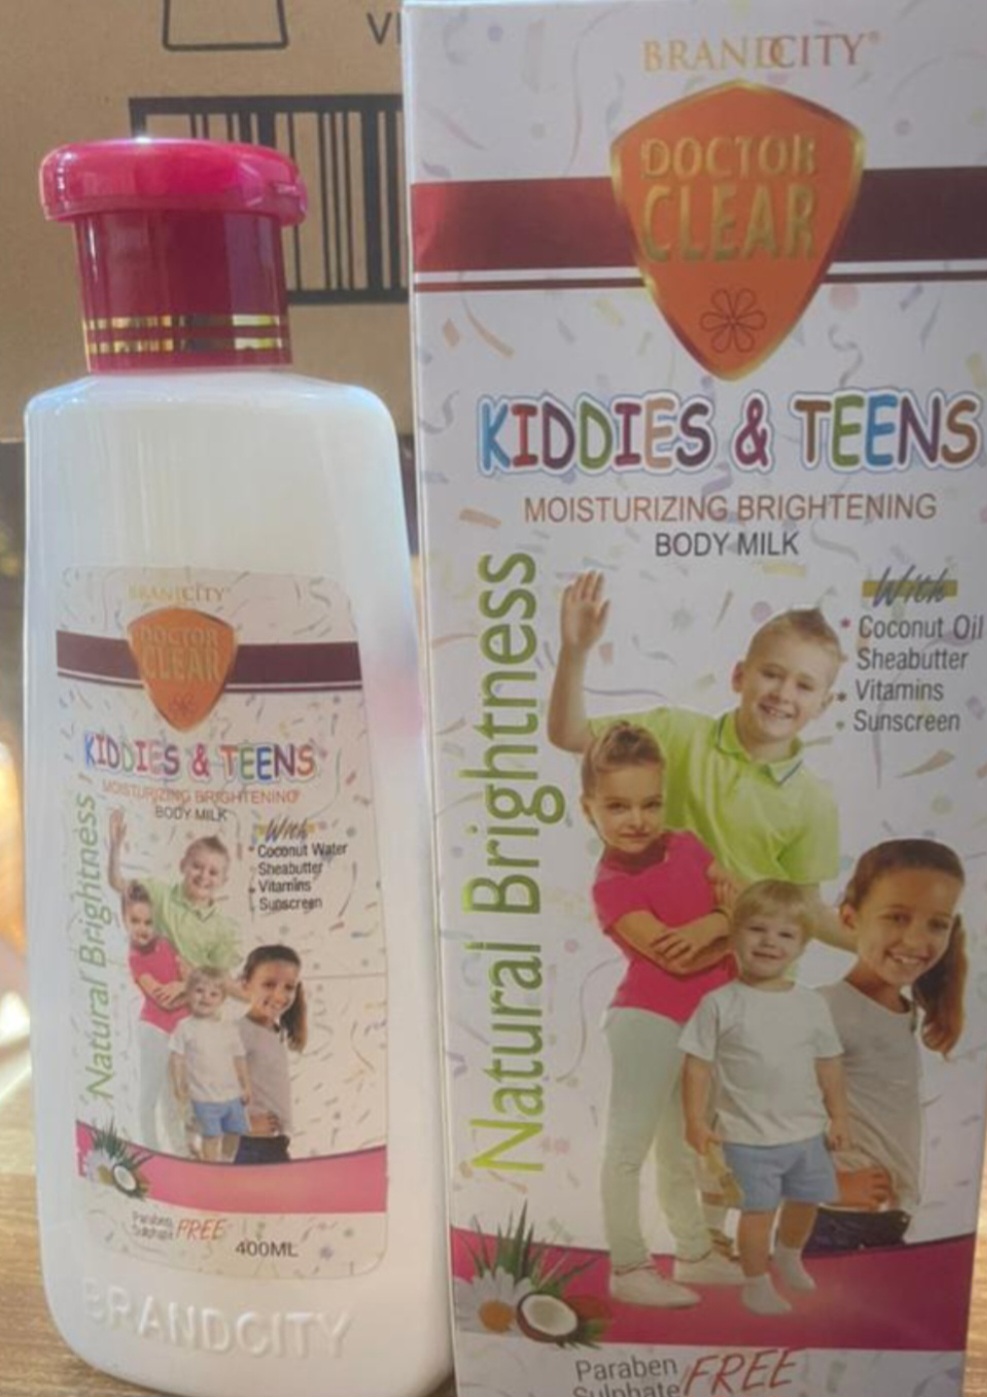 VI
BRANDCITY
DOCTOR
CLEAR
KIDDIES & TEENS
MOISTURIZING BRIGHTENING
BODY MILK
With
Coconut Water
Sheabutter
Vitamins
Sunscreen
Natural Brightness
Paraben
Sulphate FREE
400ML
BRANDCITY
BRANDCITY®
DOCTOR
CLEAR
KIDDIES & TEENS
MOISTURIZING BRIGHTENING
BODY MILK
With
• Coconut Oil
Sheabutter
• Vitamins
• Sunscreen
Natural Brightness
Paraben
Sulphate FREE